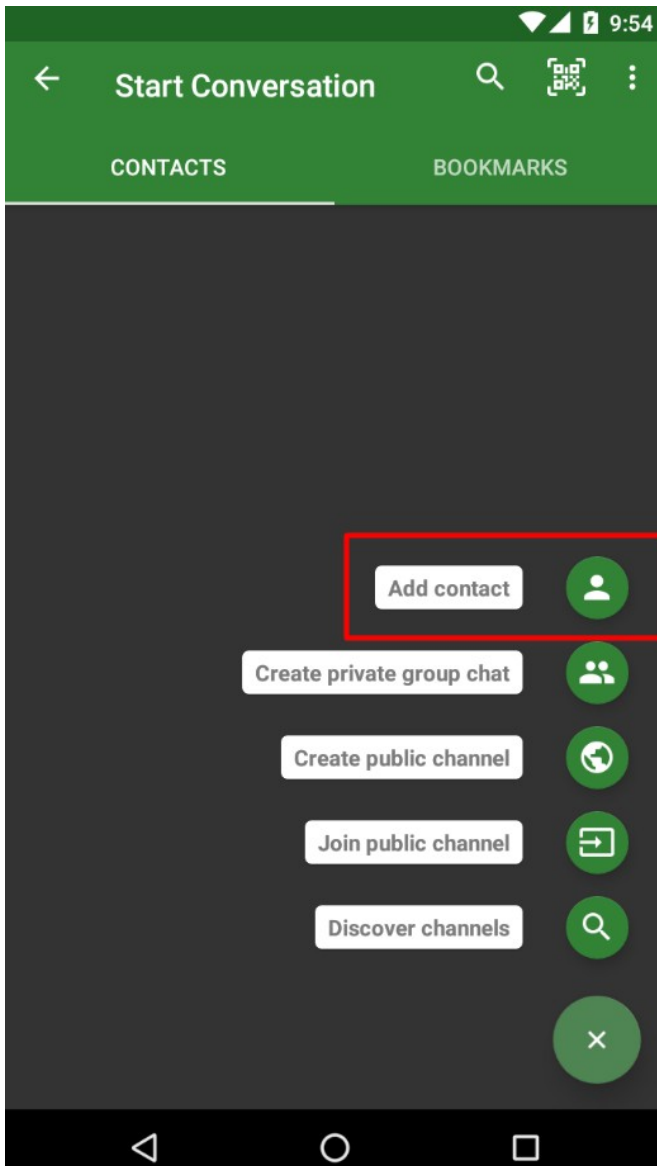 9:54
Start Conversation
CONTACTS BOOKMARKS
Add contact
Create private group chat
Create public channel
Join public channel
Discover channels